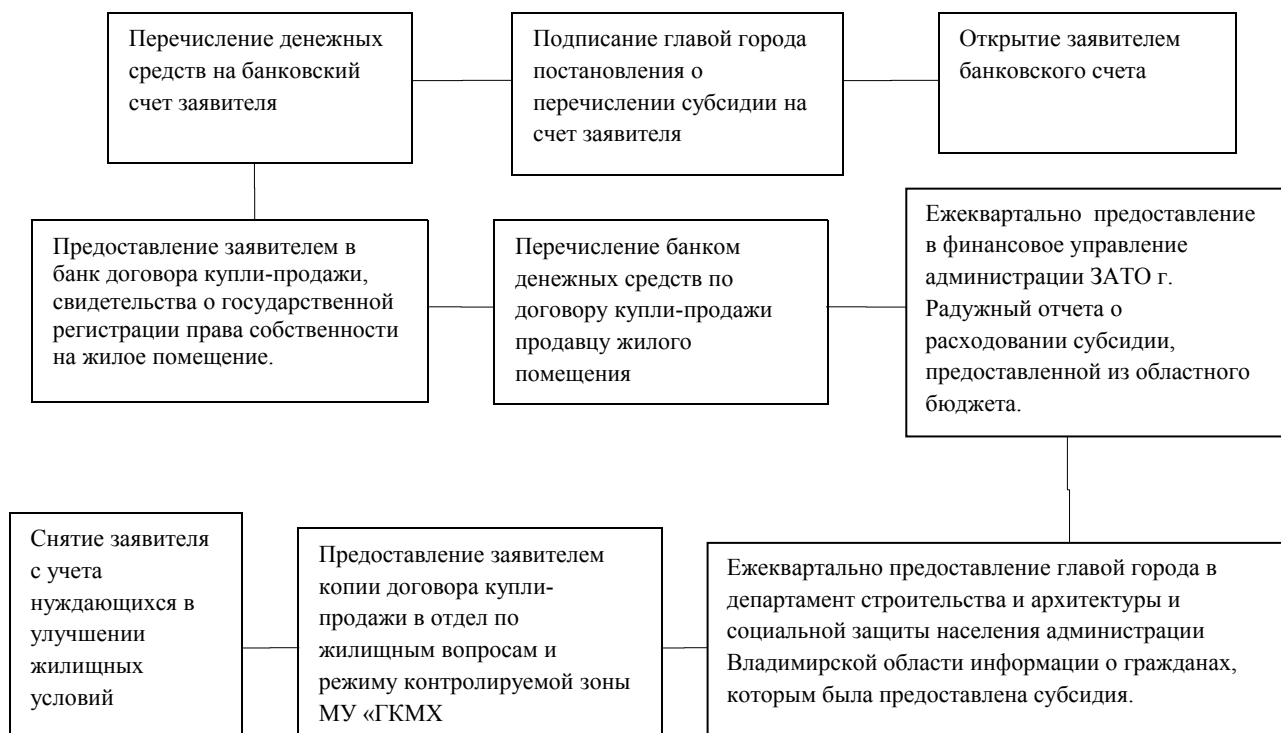 Перечисление денежных
средств на банковский
счет заявителя
Подписание главой города
постановления о
перечислении субсидии на
счет заявителя
Открытие заявителем
банковского счета
Предоставление заявителем в
банк договора купли-продажи,
свидетельства о государственной
регистрации права собственности
на жилое помещение.
Перечисление банком
денежных средств по
договору купли-продажи
продавцу жилого
помещения
Ежеквартально предоставление
в финансовое управление
администрации ЗАТО г.
Радужный отчета о
расходовании субсидии,
предоставленной из областного
бюджета.
Снятие заявителя
с учета
нуждающихся в
улучшении
жилищных
условий
Предоставление заявителем
копии договора купли-
продажи в отдел по
жилищным вопросам и
режиму контролируемой зоны
МУ «ГКМХ
Ежеквартально предоставление главой города в
департамент строительства и архитектуры и
социальной защиты населения администрации
Владимирской области информации о гражданах,
которым была предоставлена субсидия.